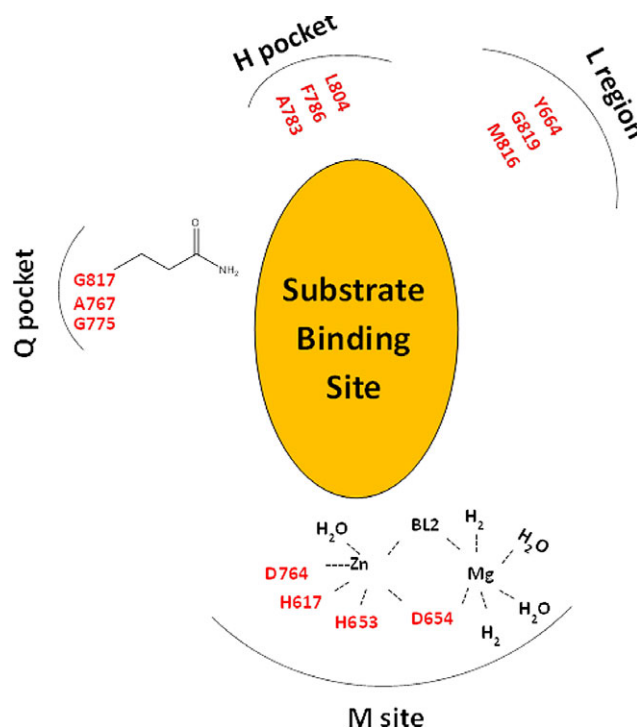 H pocket
L804
F786
A783
L region
Y664
G819
M816
Q pocket
O
NH2
G817
A767
G775
Substrate
Binding
Site
H2O
BL2
H2
H2O
Zn
Mg
D764
H617
H653
D654
H2
H2O
M site